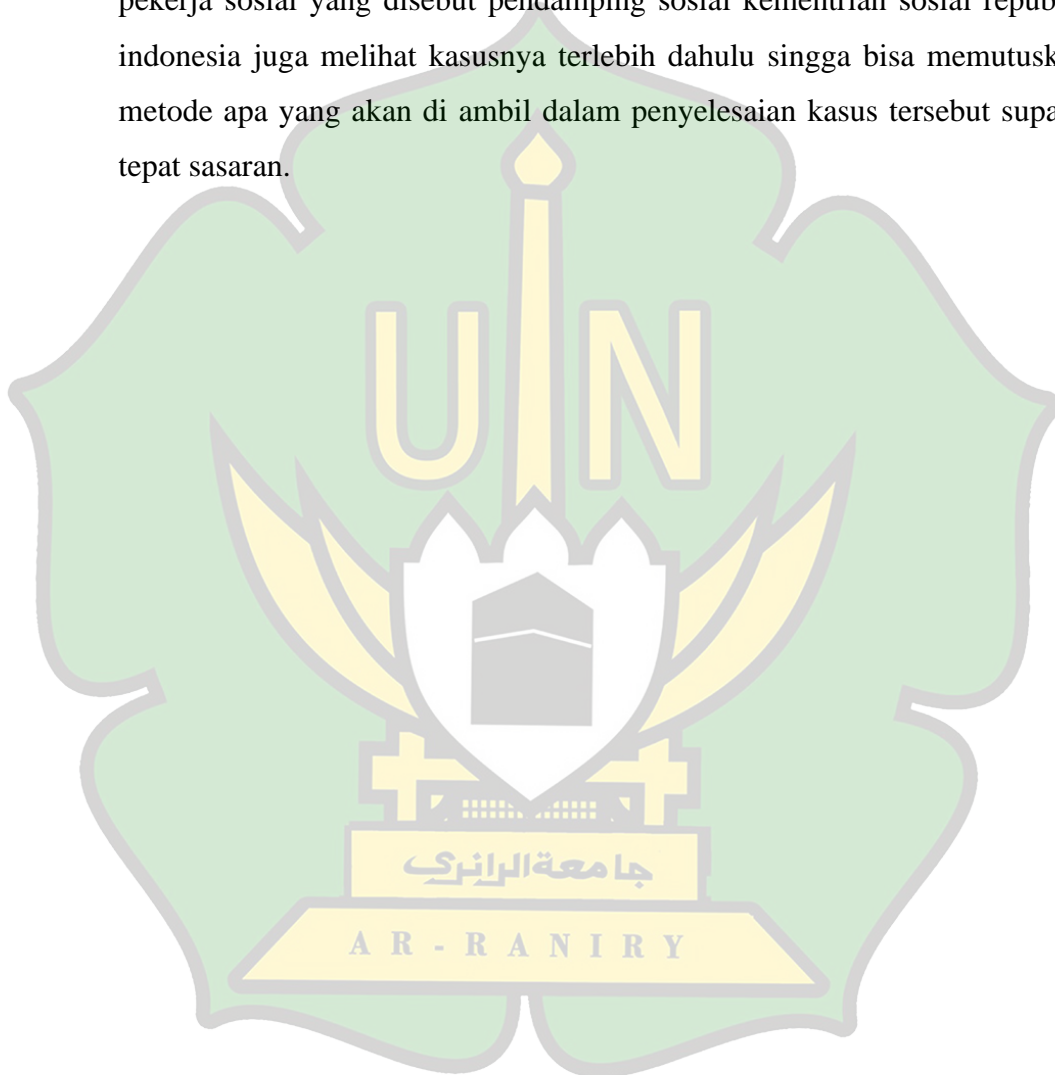 pekerja sosial yang disebut pendamping sosial kementrian sosial republ
indonesia juga melihat kasusnya terlebih dahulu singga bisa memutusk
metode apa yang akan di ambil dalam penyelesaian kasus tersebut supa
tepat sasaran.
UIN
جامعة الرانري
AR-RANIRY